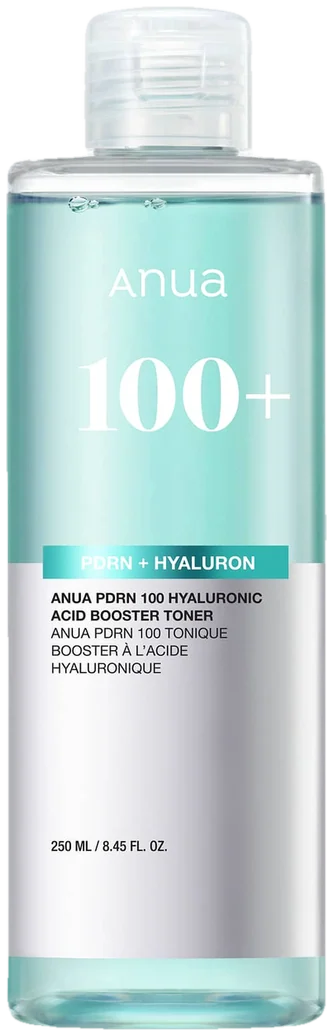 Anua
100+
PDRN + HYALURON
ANUA PDRN 100 HYALURONIC
ACID BOOSTER TONER
ANUA PDRN 100 TONIQUE
BOOSTER À L'ACIDE
HYALURONIQUE
250 ML / 8.45 FL. OZ.